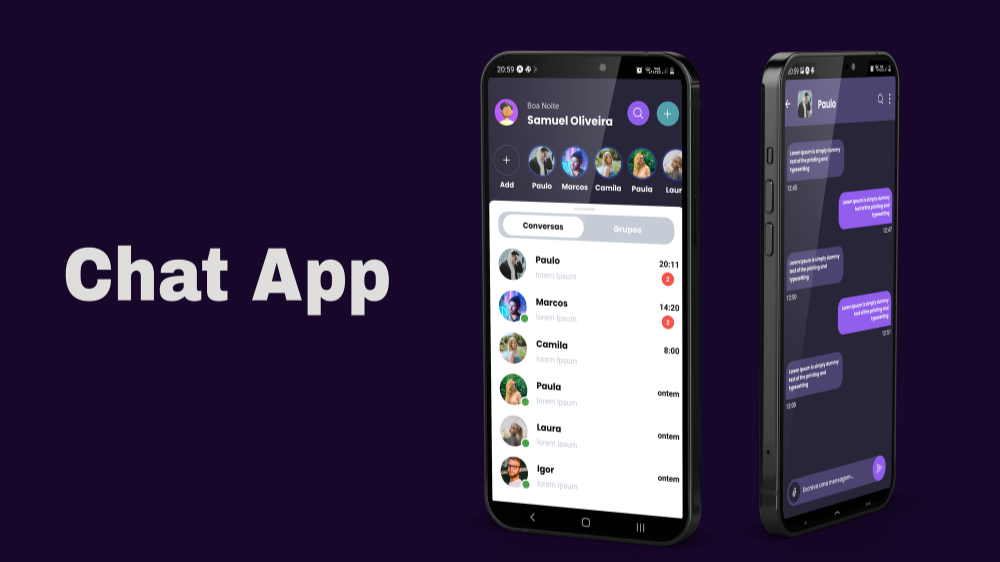 Chat App
20:59
Boa Noite
Samuel Oliveira
Add
Paulo
Marcos
Camila
Paula
Laur
Conversas
Grupos
Paulo
lorem Ipsum
20:11
2
Marcos
lorem Ipsum
14:20
2
Camila
lorem Ipsum
8:00
Paula
lorem Ipsum
ontem
Laura
lorem Ipsum
ontem
Igor
lorem Ipsum
ontem
20:59
Paulo
Lorem Ipsum is simply dummy
text of the printing and
typesetting
12:45
Lorem Ipsum is simply dummy
text of the printing and
typesetting
12:47
Lorem Ipsum is simply dummy
text of the printing and
typesetting
12:00
Lorem Ipsum is simply dummy
text of the printing and
typesetting
12:51
Lorem Ipsum is simply dummy
text of the printing and
typesetting
13:00
Escreva uma mensagem...